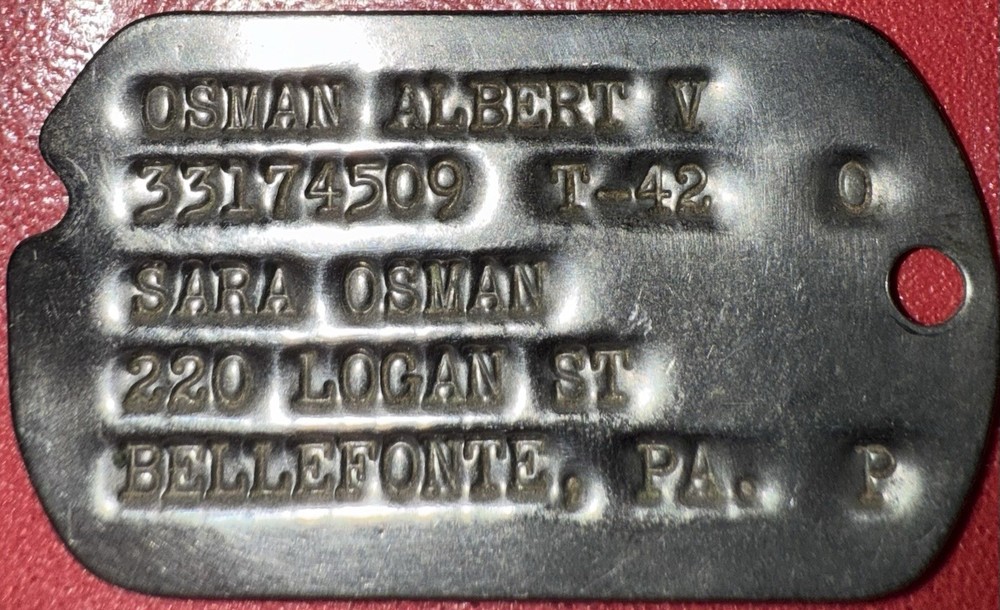 OSMAN ALBERT V
33174509 T-42 O
SARA OSMAN
220 LOGAN ST
BELLEFONTE, PA. P